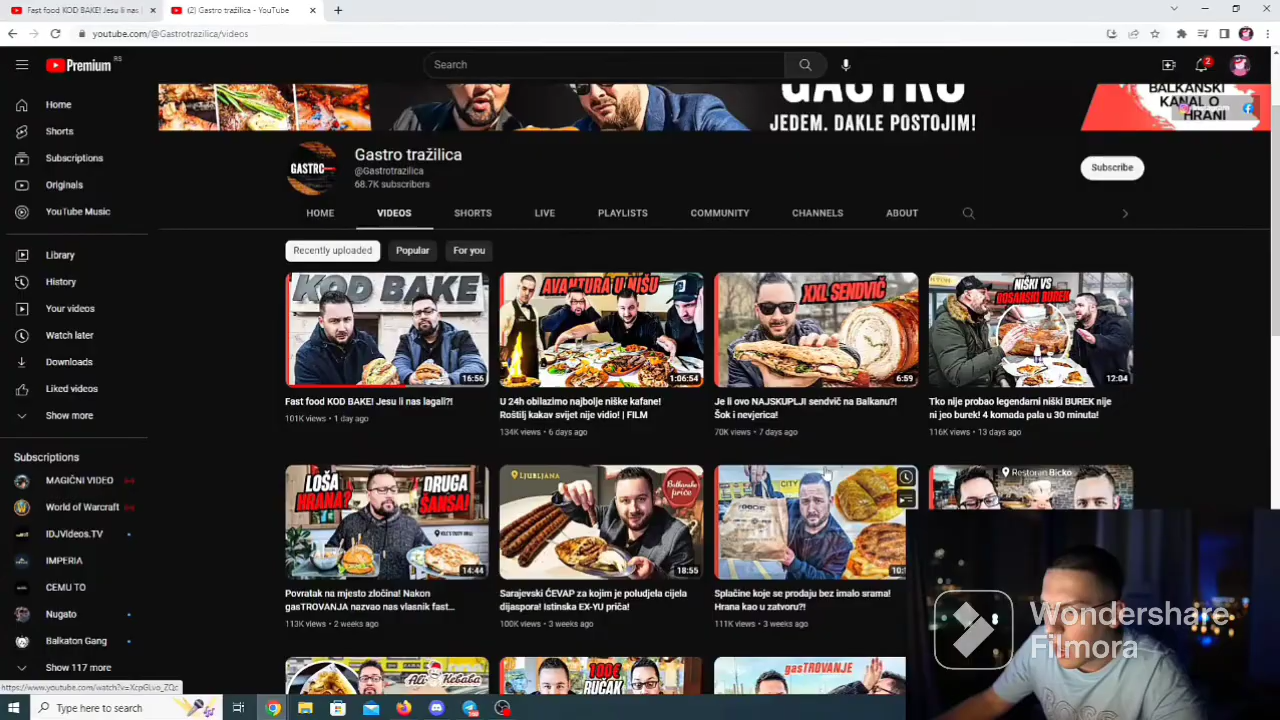 Fast food KOD BAKE! Jesu li nas
(2) Gastro tražilica - YouTube
youtube.com/@Gastrotrazilica/videos
Premium
RS
Search
2
GASTRO
JEDEM. DAKLE POSTOJIM!
BALKANSKI
KANAL O
HRANI
Home
Shorts
Subscriptions
Originals
YouTube Music
Library
History
Your videos
Watch later
Downloads
Liked videos
Show more
Subscriptions
MAGIČNI VIDEO
World of Warcraft
IDJVideos.TV
IMPERIA
CEMU TO
Nugato
Balkaton Gang
Show 117 more
GASTRO
Gastro tražilica
@Gastrotrazilica
68.7K subscribers
Subscribe
HOME
VIDEOS
SHORTS
LIVE
PLAYLISTS
COMMUNITY
CHANNELS
ABOUT
Recently uploaded
Popular
For you
KOD BAKE
16:56
Fast food KOD BAKE! Jesu li nas lagali?!
101K views • 1 day ago
AVANTURA U NIŠU
1:06:54
U 24h obilazimo najbolje niške kafane!
Roštilj kakav svijet nije vidio! | FILM
134K views • 6 days ago
XXL SENDVIČ
6:59
Je li ovo NAJSKUPLJI sendvič na Balkanu?!
Šok i nevjerica!
70K views • 7 days ago
NIŠKI VS
BOSANSKI BUREK
12:04
Tko nije probao legendarni niški BUREK nije
ni jeo burek! 4 komada pala u 30 minuta!
116K views • 13 days ago
LOŠA
HRANA?
DRUGA
ŠANSA!
14:44
Povratak na mjesto zločina! Nakon
gasTROVANJA nazvao nas vlasnik fast...
113K views • 2 weeks ago
LJUBLJANA
Balkanske
priče
18:55
Sarajevski ĆEVAP za kojim je poludjela cijela
dijaspora! Istinska EX-YU priča!
100K views • 3 weeks ago
CITY
10:
Splačine koje se prodaju bez imalo srama!
Hrana kao u zatvoru?!
111K views • 3 weeks ago
Restoran Bicko
Ali
Kebaba
100€
RUČAK
gasTROVANJE
Wondershare
Filmora
Type here to search